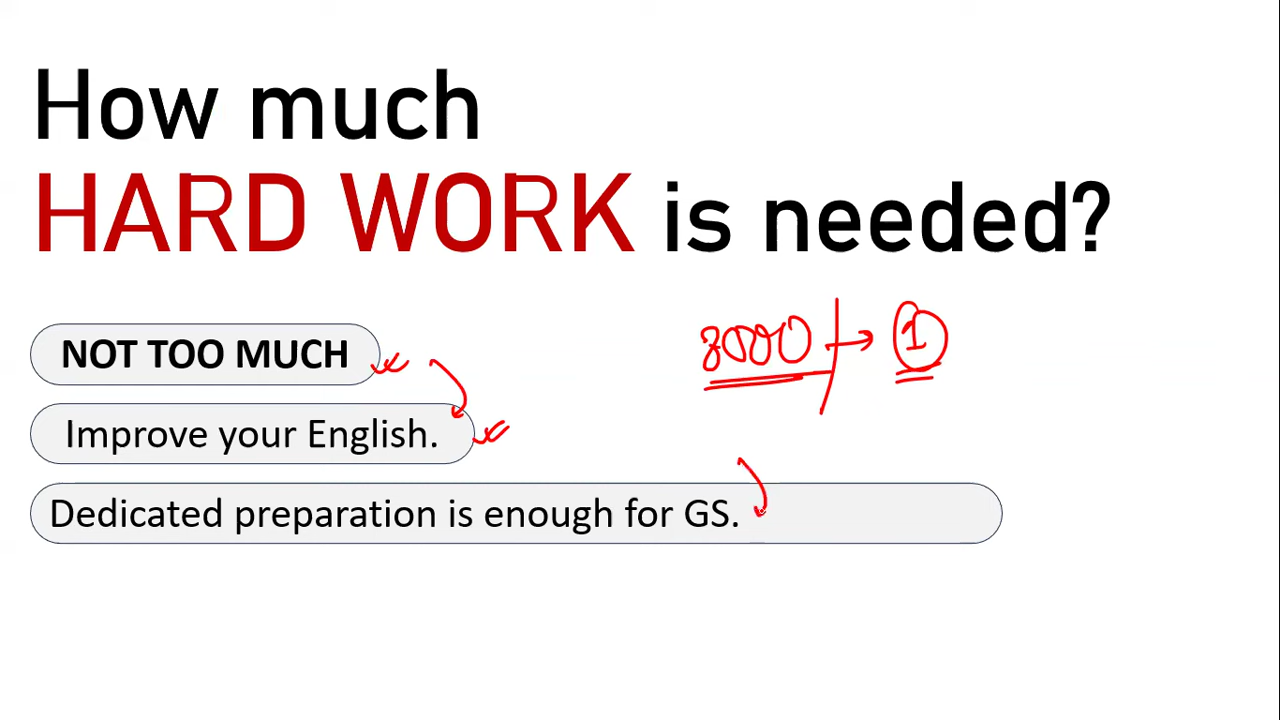 How much
HARD WORK is needed?
NOT TOO MUCH
8000 → 1
Improve your English.
Dedicated preparation is enough for GS.